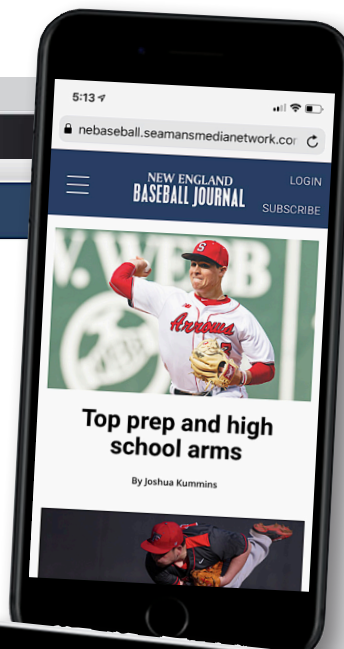 5:13
nebaseball.seamansmedianetwork.com
NEW ENGLAND
BASEBALL JOURNAL
LOGIN
SUBSCRIBE
S
Arrows
Top prep and high
school arms
By Joshua Kummins